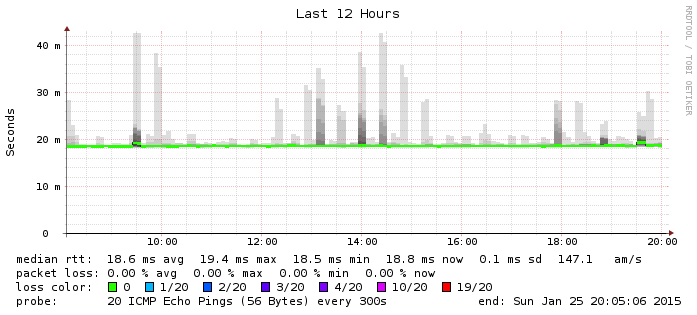 Last 12 Hours
RRDTOOL / TOBI OETIKER
Seconds
40 m
30 m
20 m
10 m
0
10:00 12:00 14:00 16:00 18:00 20:00
median rtt: 18.6 ms avg 19.4 ms max 18.5 ms min 18.8 ms now 0.1 ms sd 147.1 am/s
packet loss: 0.00 % avg 0.00 % max 0.00 % min 0.00 % now
loss color: 0 1/20 2/20 3/20 4/20 10/20 19/20
probe: 20 ICMP Echo Pings (56 Bytes) every 300s end: Sun Jan 25 20:05:06 2015